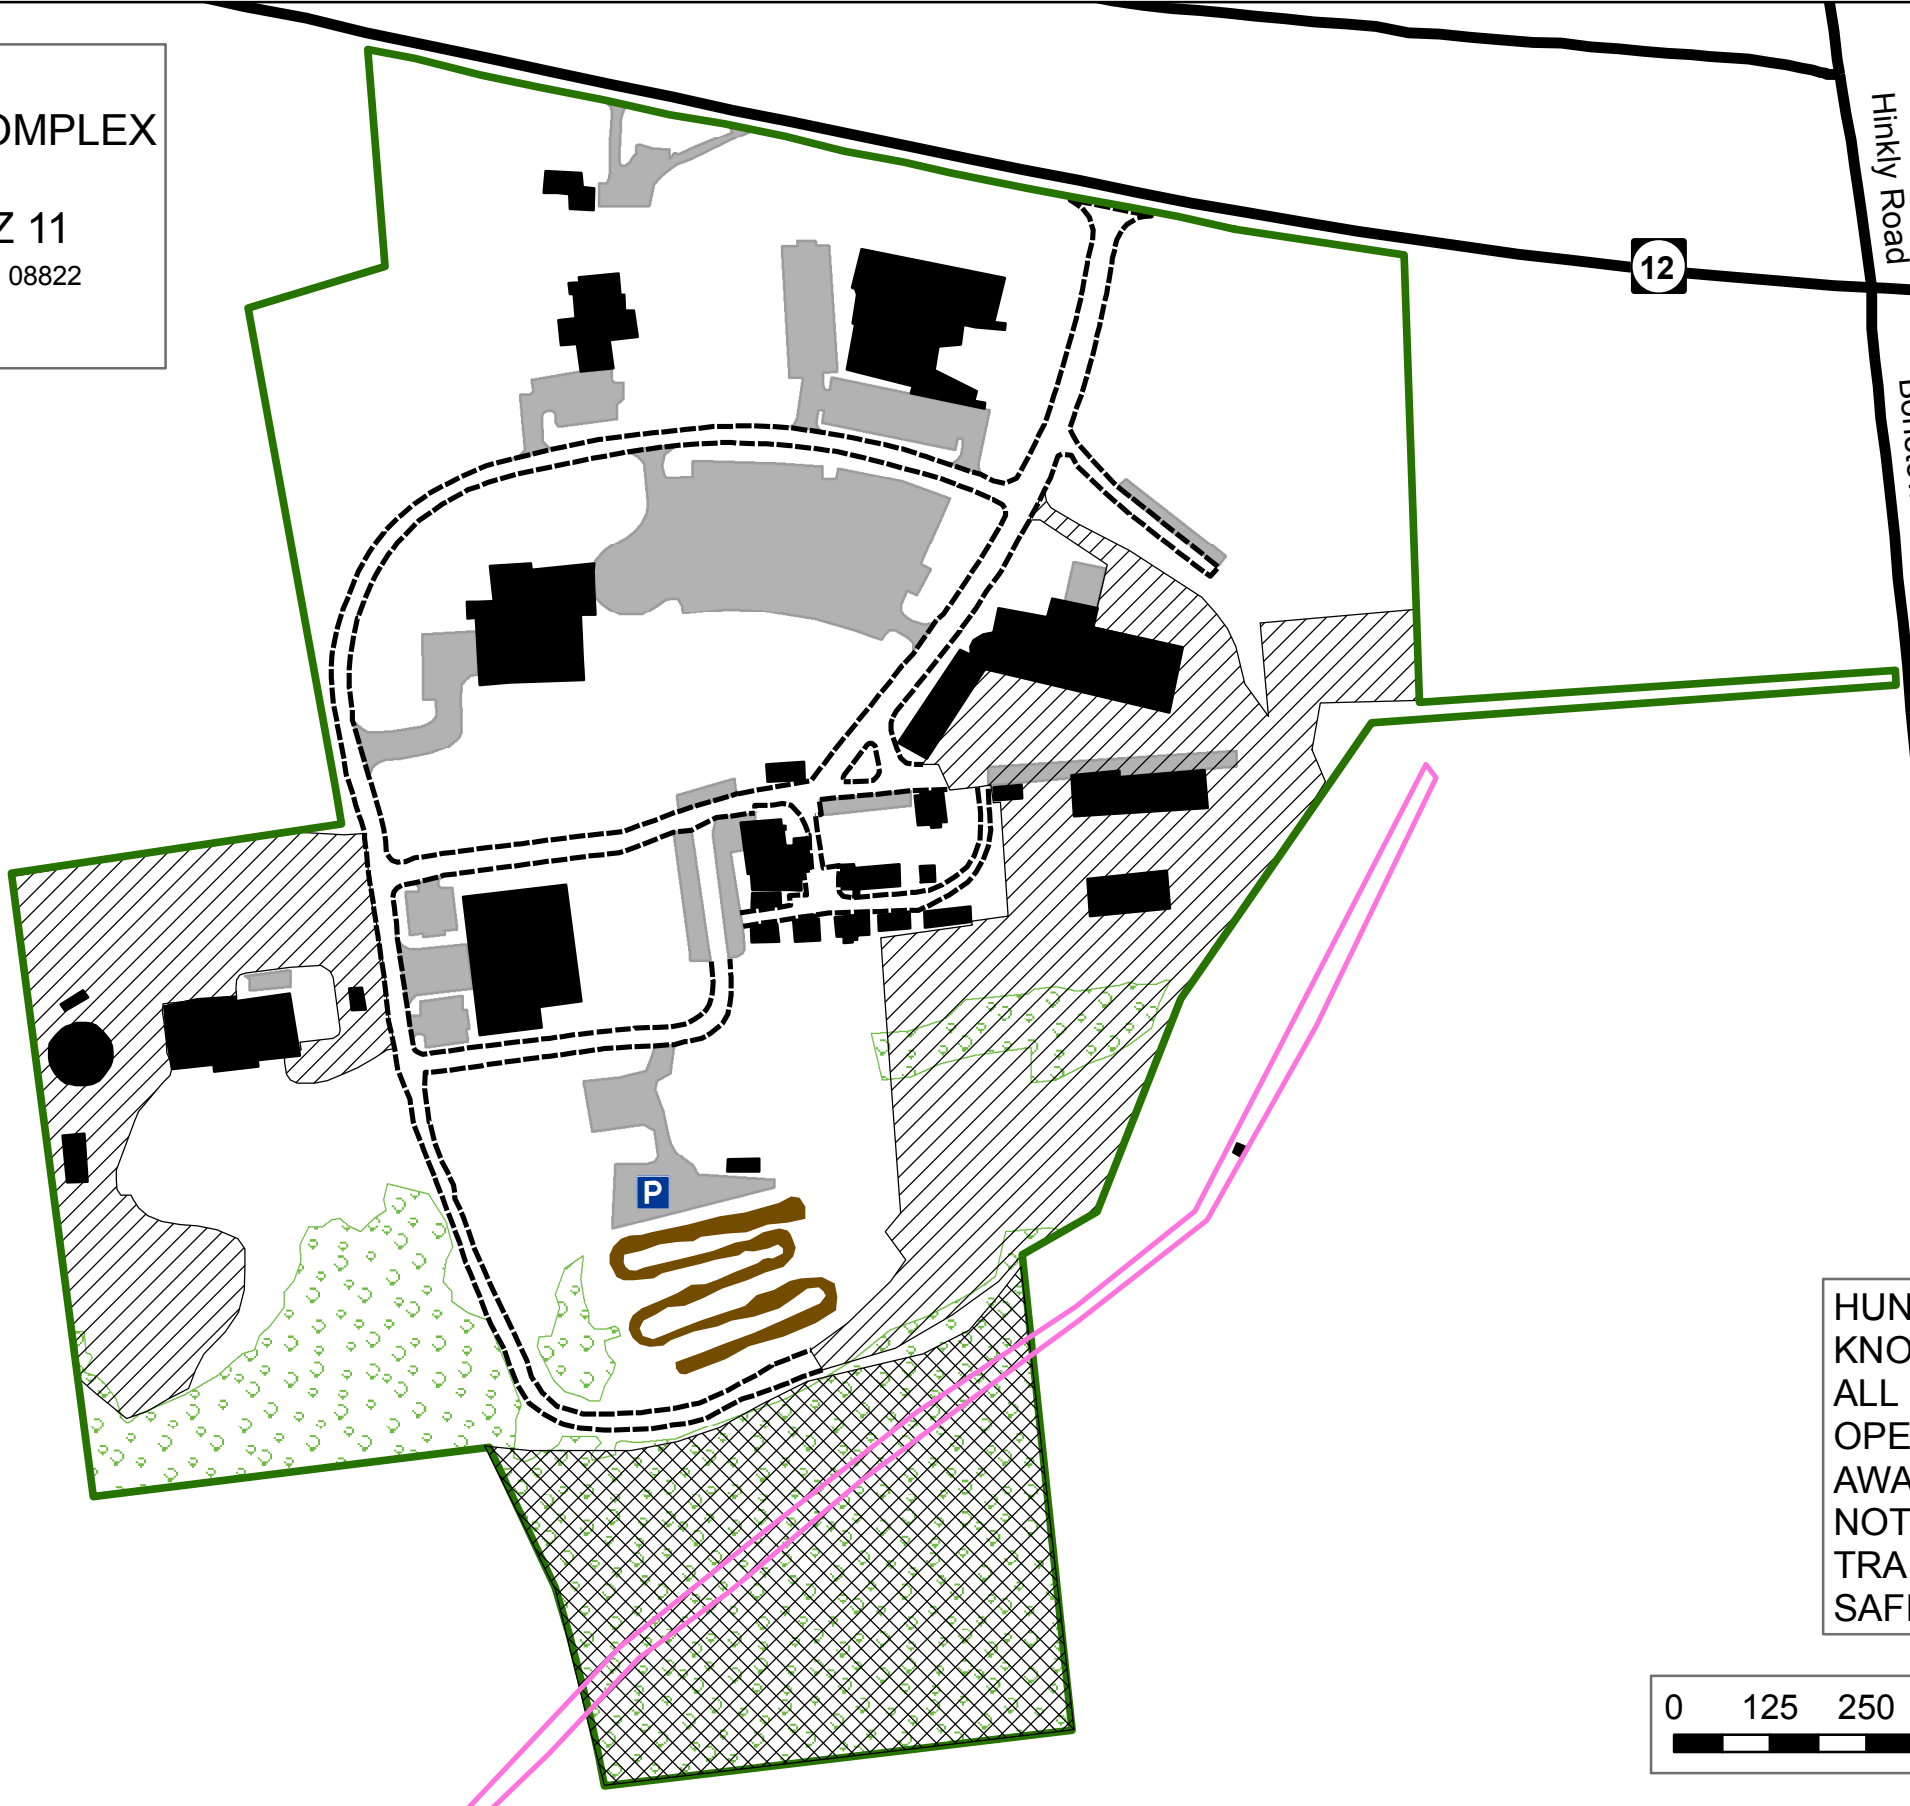 OMPLEX
Z 11
08822
Hinkly Road
12
P
HUN
KNO
ALL
OPE
AWA
NOT
TRA
SAF
0 125 250